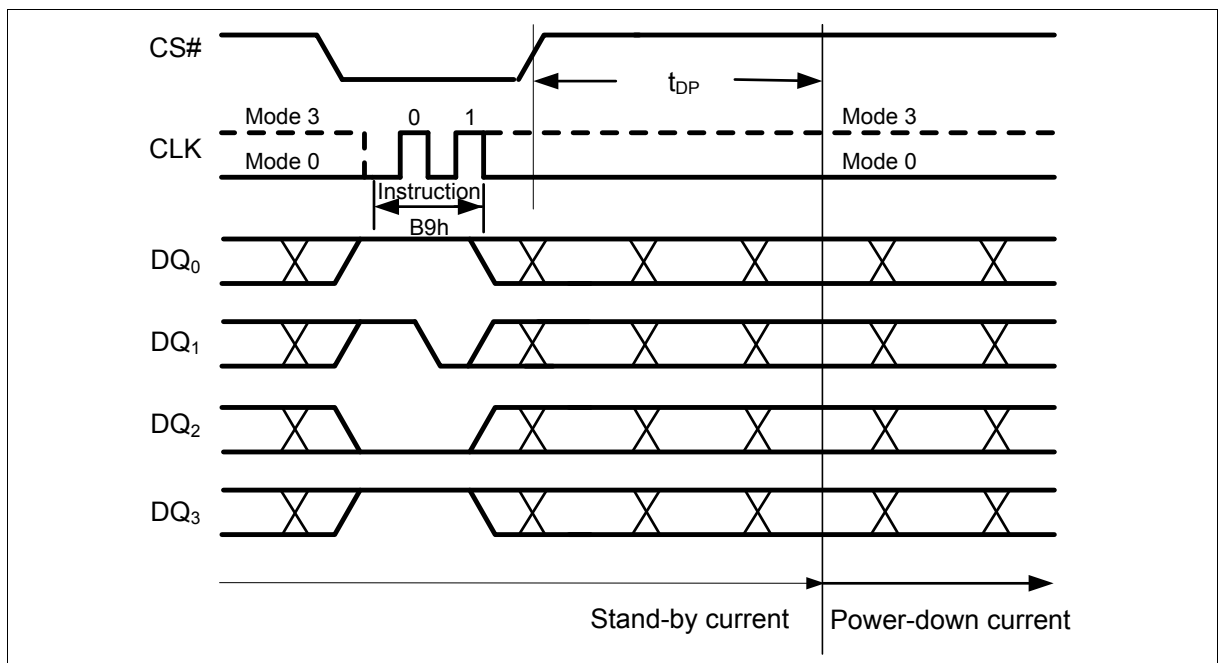 CS#
tDP
Mode 3 0 1 Mode 3
CLK
Mode 0 Mode 0
Instruction
B9h
DQ0
DQ1
DQ2
DQ3
Stand-by current Power-down current